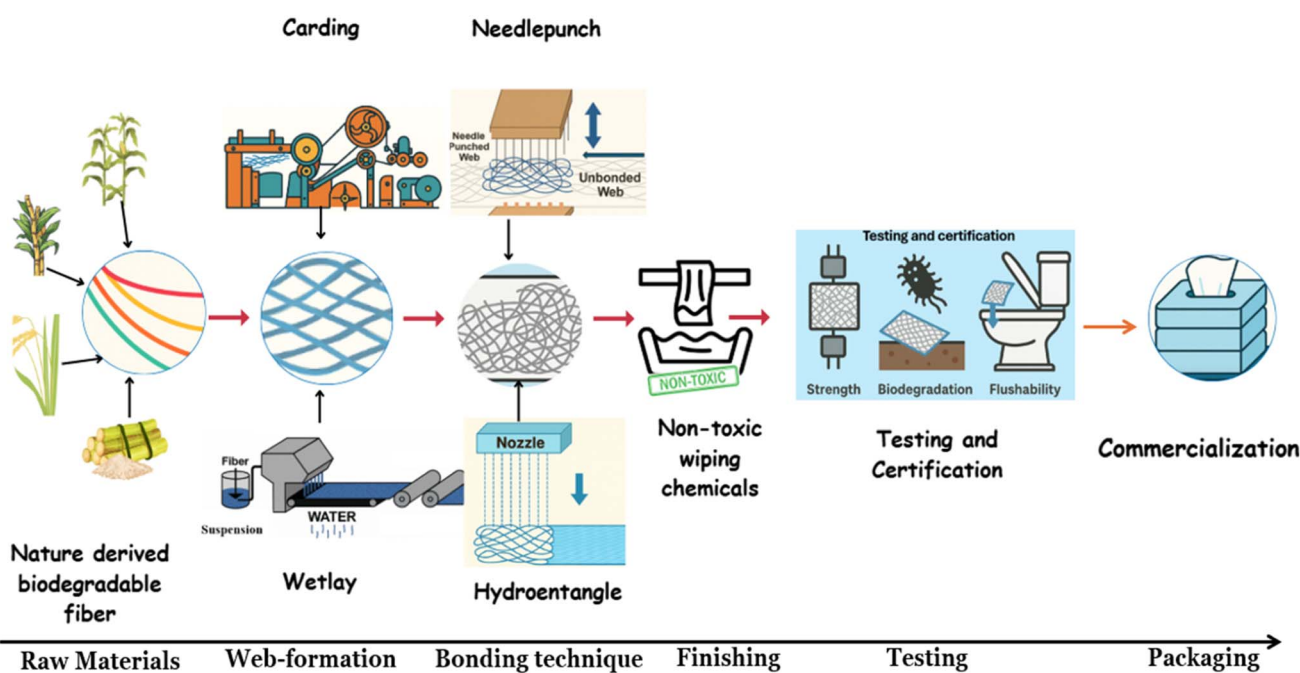 Carding
Needlepunch
Needle
Punched
Web
Unbonded
Web
Testing and certification
Strength
Biodegradation
Flushability
NON-TOXIC
Nozzle
Fiber
Suspension
WATER
Nature derived
biodegradable
fiber
Wetlay
Hydroentangle
Non-toxic
wiping
chemicals
Testing and
Certification
Commercialization
Raw Materials
Web-formation
Bonding technique
Finishing
Testing
Packaging